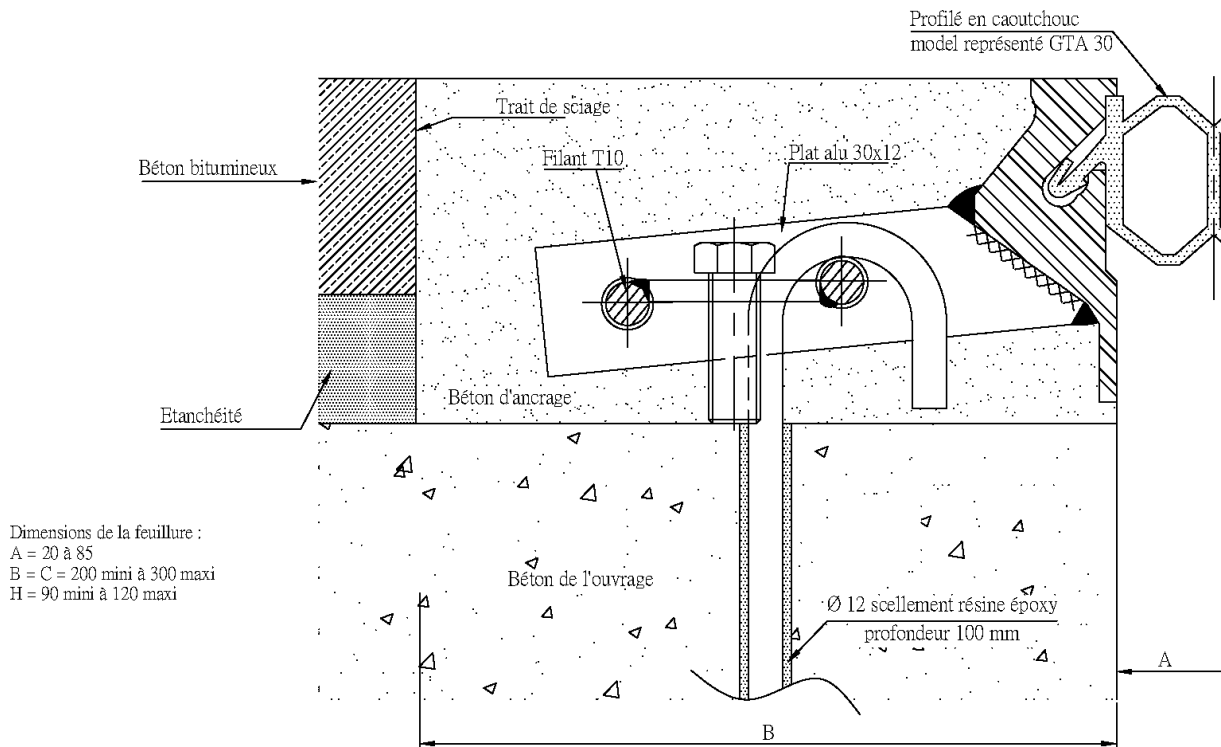 Profilé en caoutchouc
model représenté GTA 30
Trait de sciage
Filant T10
Plat alu 30x12
Béton bitumineux
Béton d'ancrage
Etanchéité
Dimensions de la feuillure :
A = 20 à 85
B = C = 200 mini à 300 maxi
H = 90 mini à 120 maxi
Béton de l'ouvrage
Ø 12 scellement résine époxy
profondeur 100 mm
A
B